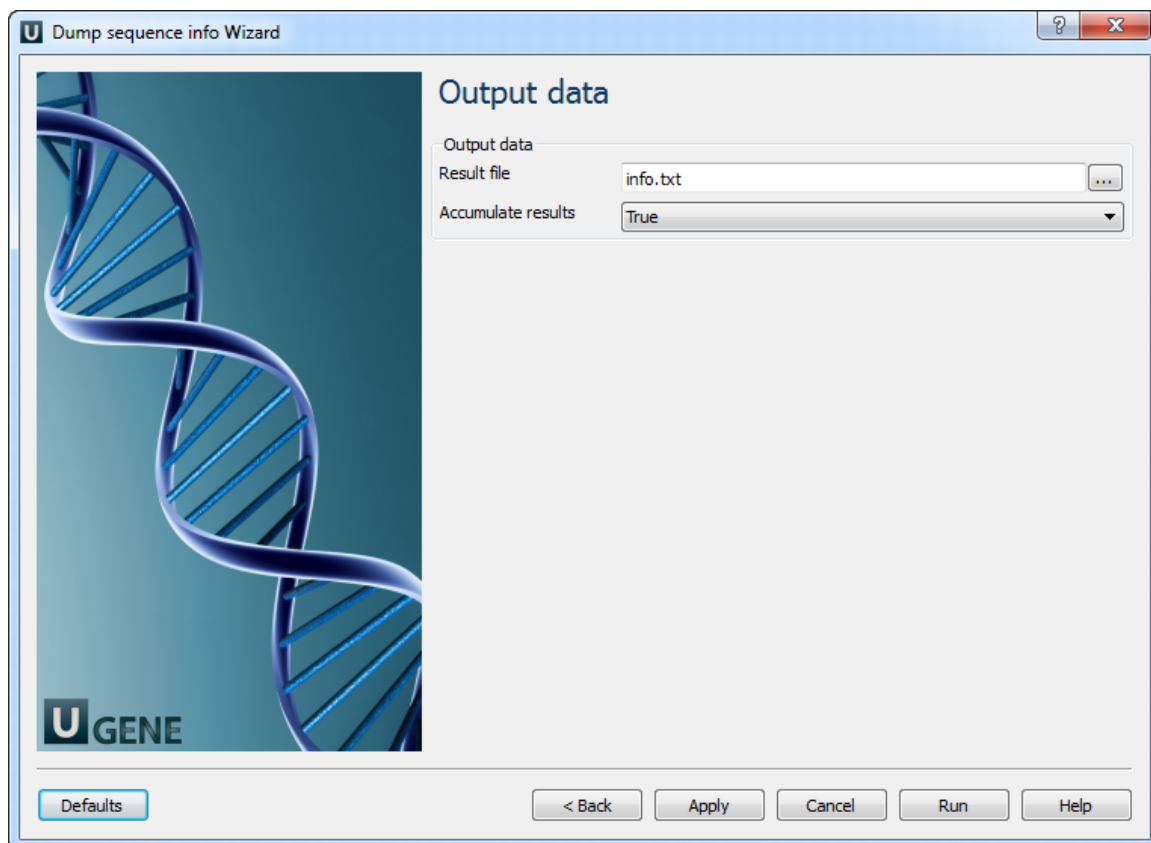 U Dump sequence info Wizard
?
X
Output data
Output data
Result file
info.txt
...
Accumulate results
True
U GENE
Defaults
< Back
Apply
Cancel
Run
Help